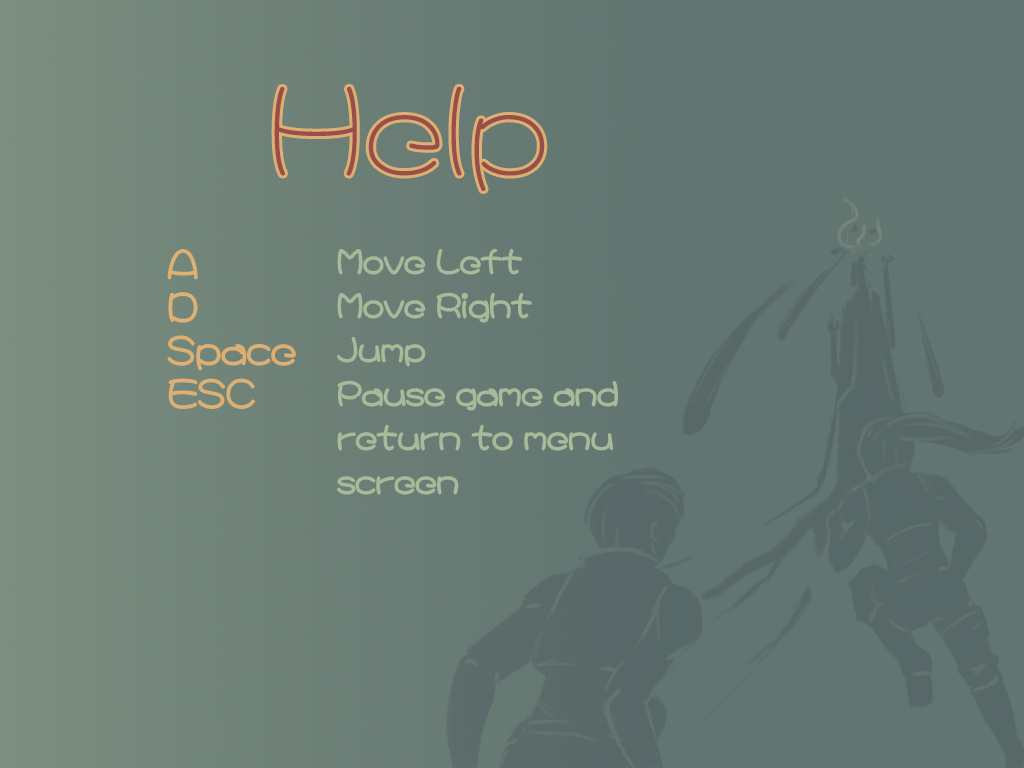 Help
A Move Left
D Move Right
Space Jump
ESC Pause game and
return to menu
screen